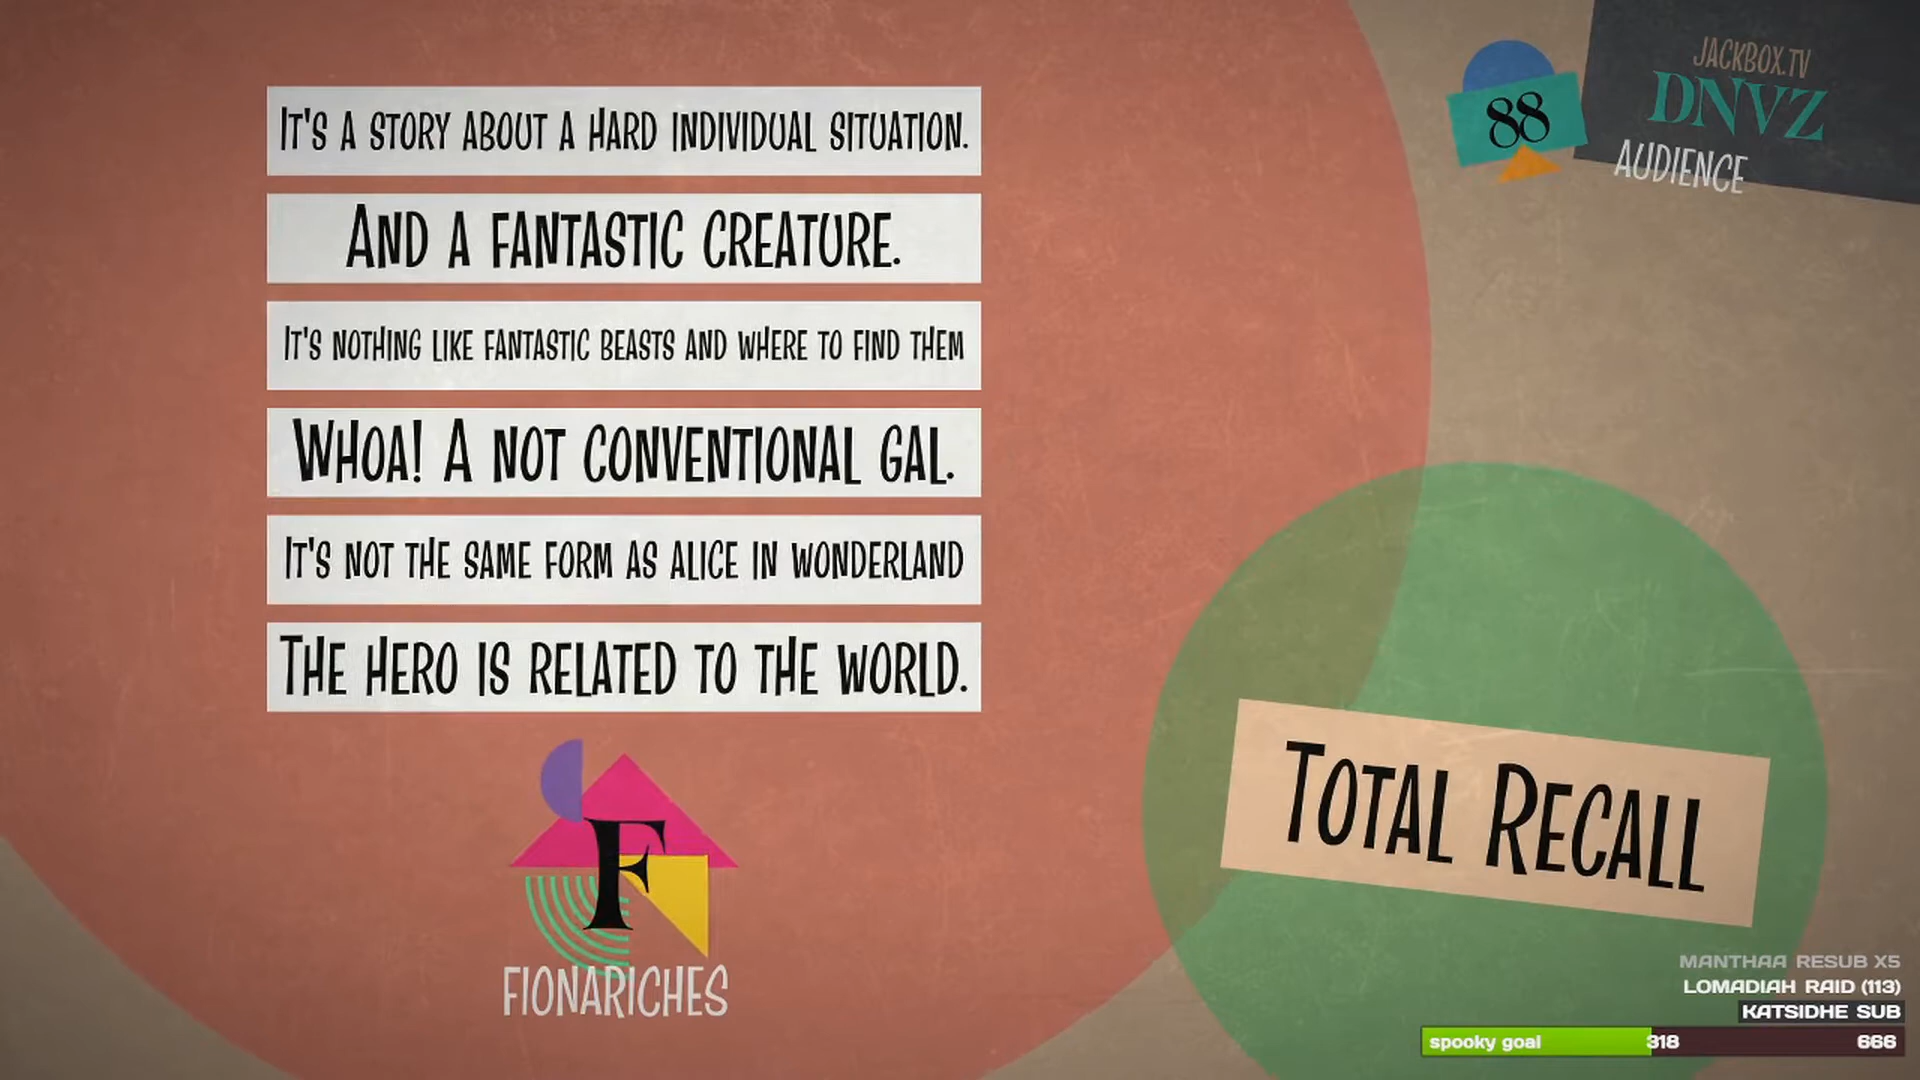 IT'S A STORY ABOUT A HARD INDIVIDUAL SITUATION.
AND A FANTASTIC CREATURE.
IT'S NOTHING LIKE FANTASTIC BEASTS AND WHERE TO FIND THEM
WHOA! A NOT CONVENTIONAL GAL.
IT'S NOT THE SAME FORM AS ALICE IN WONDERLAND
THE HERO IS RELATED TO THE WORLD.
F
FIONARICHES
88
JACKBOX.TV
DNVZ
AUDIENCE
TOTAL RECALL
MANTHAA RESUB X5
LOMADIAH RAID (113)
KATSIDHE SUB
spooky goal 318 666